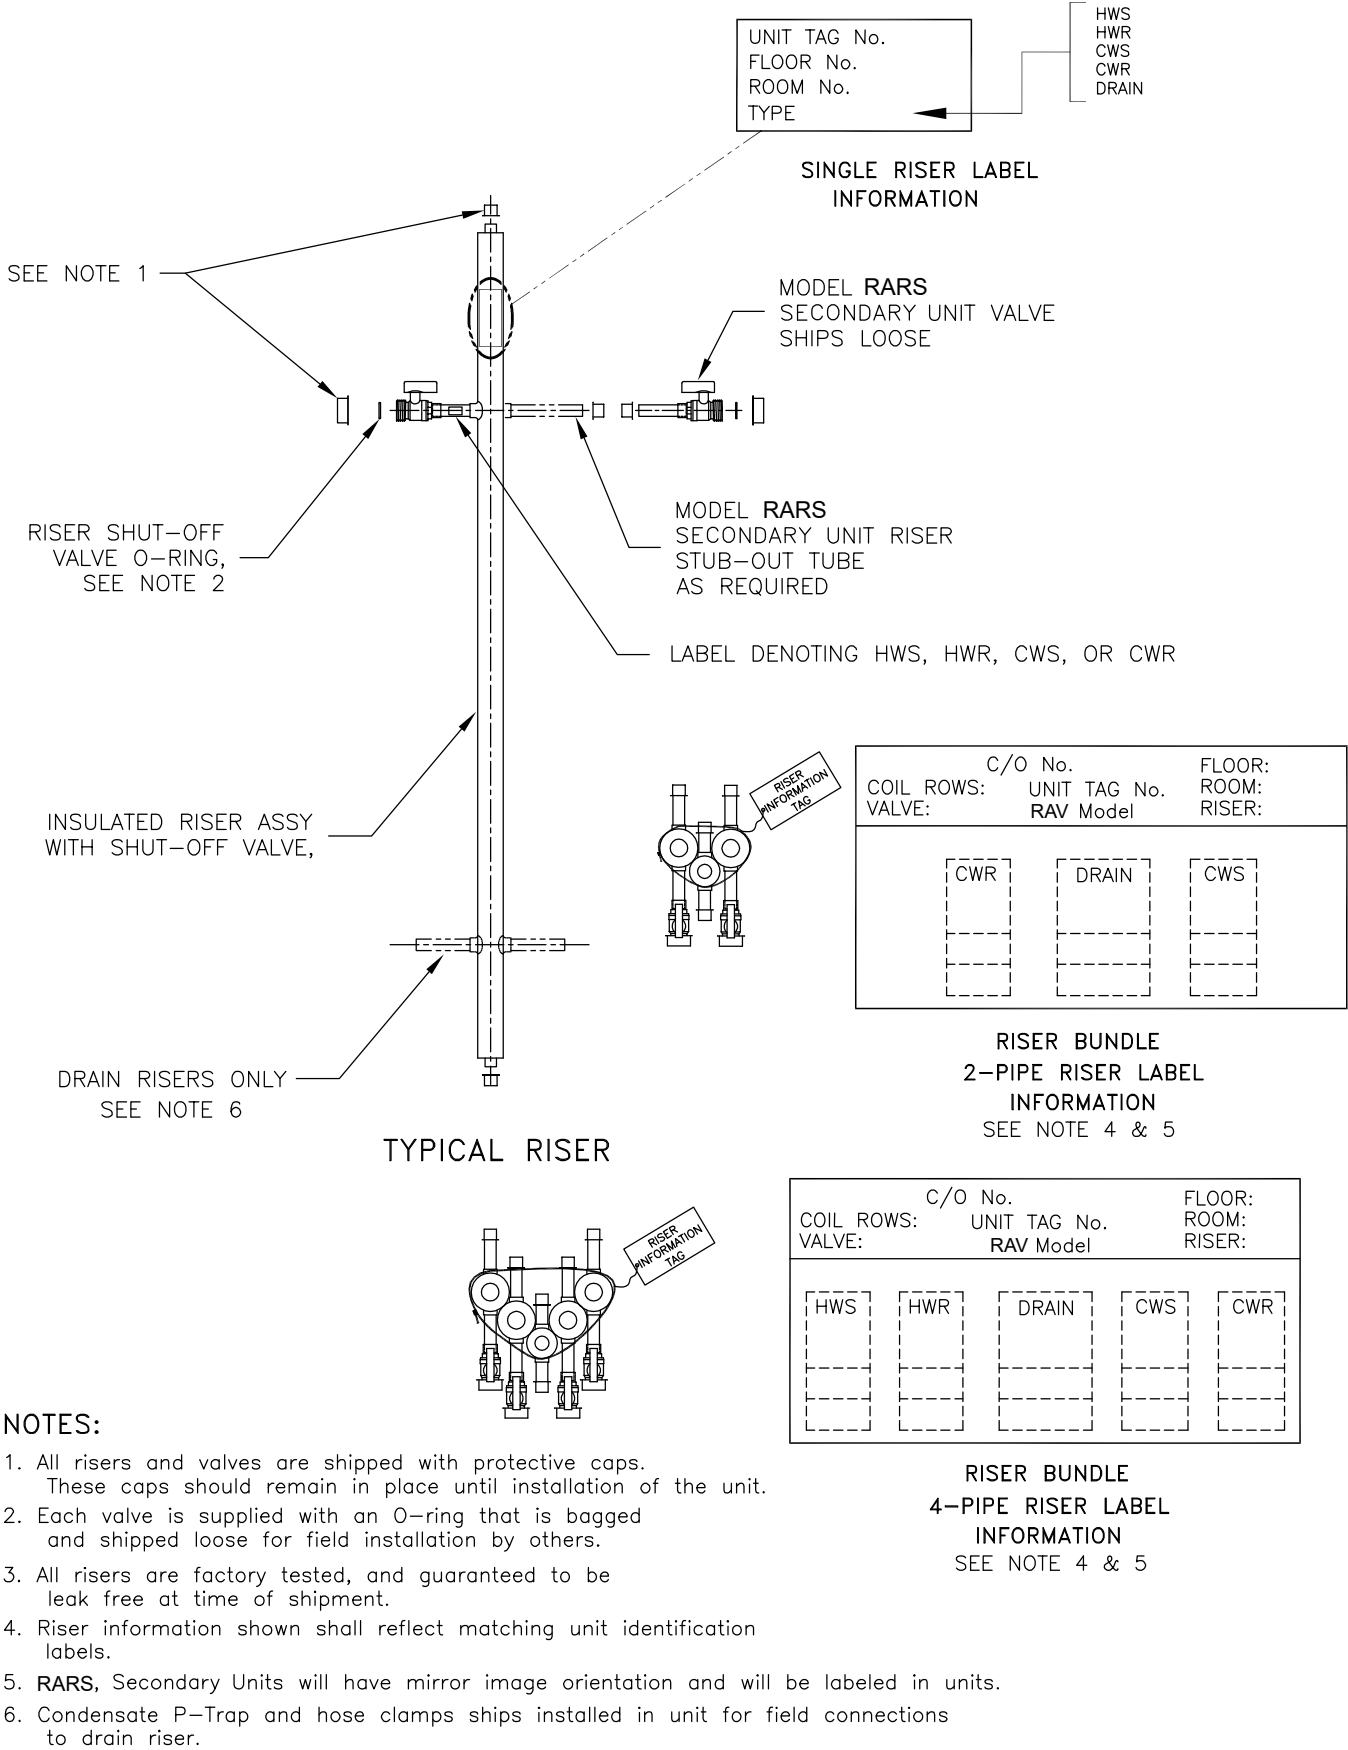 HWS
HWR
CWS
CWR
DRAIN
UNIT TAG No.
FLOOR No.
ROOM No.
TYPE
SINGLE RISER LABEL
INFORMATION
SEE NOTE 1
MODEL RARS
SECONDARY UNIT VALVE
SHIPS LOOSE
RISER SHUT-OFF
VALVE O-RING,
SEE NOTE 2
MODEL RARS
SECONDARY UNIT RISER
STUB-OUT TUBE
AS REQUIRED
LABEL DENOTING HWS, HWR, CWS, OR CWR
INSULATED RISER ASSY
WITH SHUT-OFF VALVE,
RISER
INFORMATION
TAG
C/O No.
FLOOR:
COIL ROWS:
UNIT TAG No.
ROOM:
VALVE:
RAV Model
RISER:
CWR
DRAIN
CWS
RISER BUNDLE
2-PIPE RISER LABEL
INFORMATION
SEE NOTE 4 & 5
DRAIN RISERS ONLY
SEE NOTE 6
TYPICAL RISER
RISER
INFORMATION
TAG
C/O No.
FLOOR:
COIL ROWS:
UNIT TAG No.
ROOM:
VALVE:
RAV Model
RISER:
HWS
HWR
DRAIN
CWS
CWR
RISER BUNDLE
4-PIPE RISER LABEL
INFORMATION
SEE NOTE 4 & 5
NOTES:
1. All risers and valves are shipped with protective caps.
These caps should remain in place until installation of the unit.
2. Each valve is supplied with an O-ring that is bagged
and shipped loose for field installation by others.
3. All risers are factory tested, and guaranteed to be
leak free at time of shipment.
4. Riser information shown shall reflect matching unit identification
labels.
5. RARS, Secondary Units will have mirror image orientation and will be labeled in units.
6. Condensate P-Trap and hose clamps ships installed in unit for field connections
to drain riser.